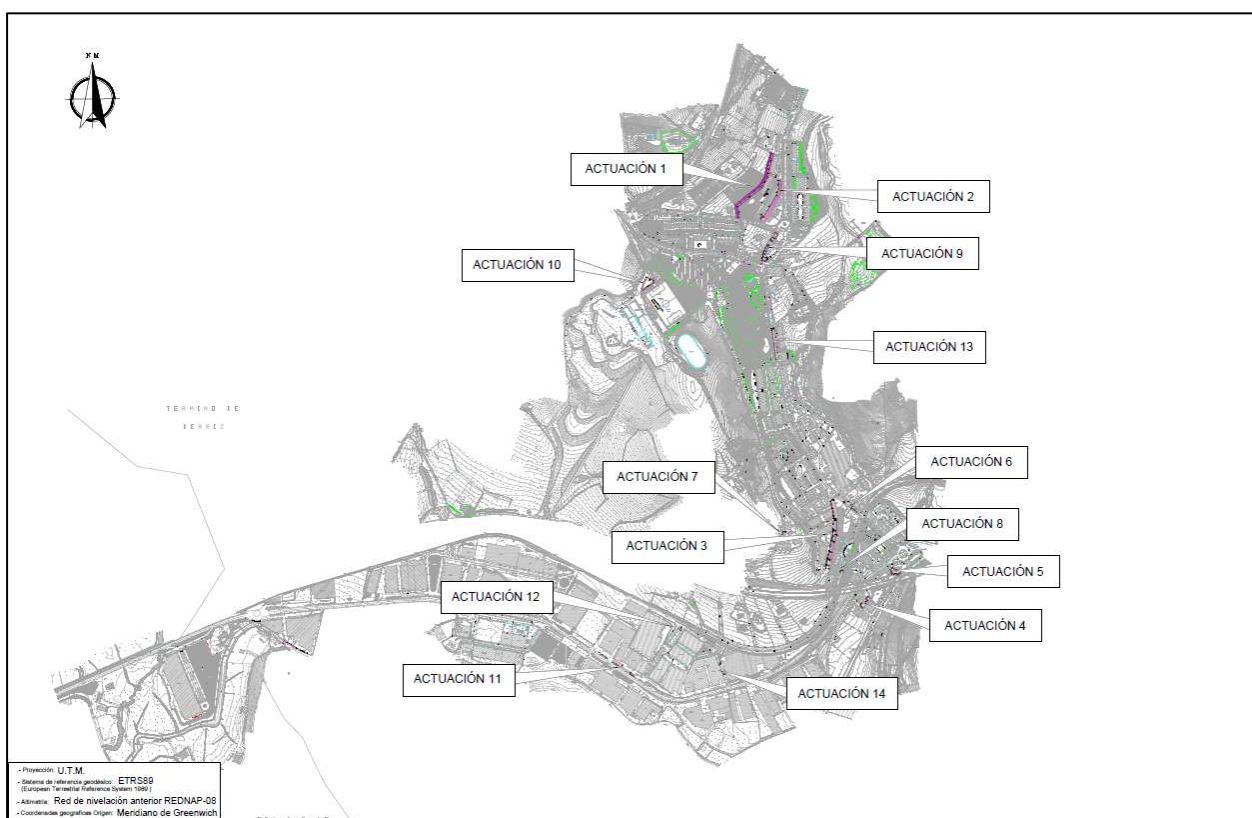 N M
ACTUACIÓN 1
ACTUACIÓN 2
ACTUACIÓN 9
ACTUACIÓN 10
ACTUACIÓN 13
TERMINO DE
ACTUACIÓN 6
ACTUACIÓN 7
ACTUACIÓN 8
ACTUACIÓN 3
ACTUACIÓN 5
ACTUACIÓN 12
ACTUACIÓN 4
ACTUACIÓN 11
ACTUACIÓN 14
- Proyección: U.T.M.
- Sistema de referencia geodésico: ETRS89
(European Terrestrial Reference System 1989 )
- Altimetría: Red de nivelación anterior REDNAP-08
- Coordenadas geográficas Origen: Meridiano de Greenwich